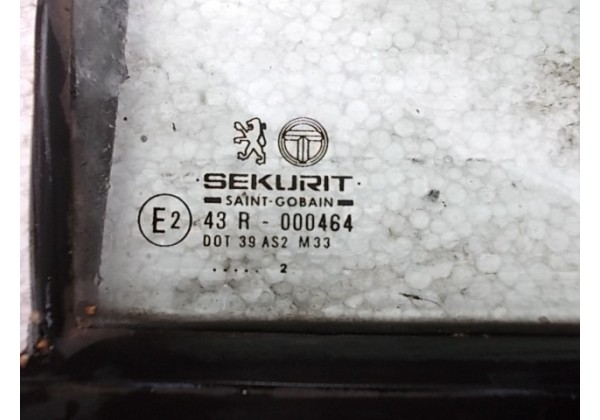 SEKURIT
SAINT-GOBAIN
E2 43 R - 000464
DOT 39 AS2 M33
..... 2